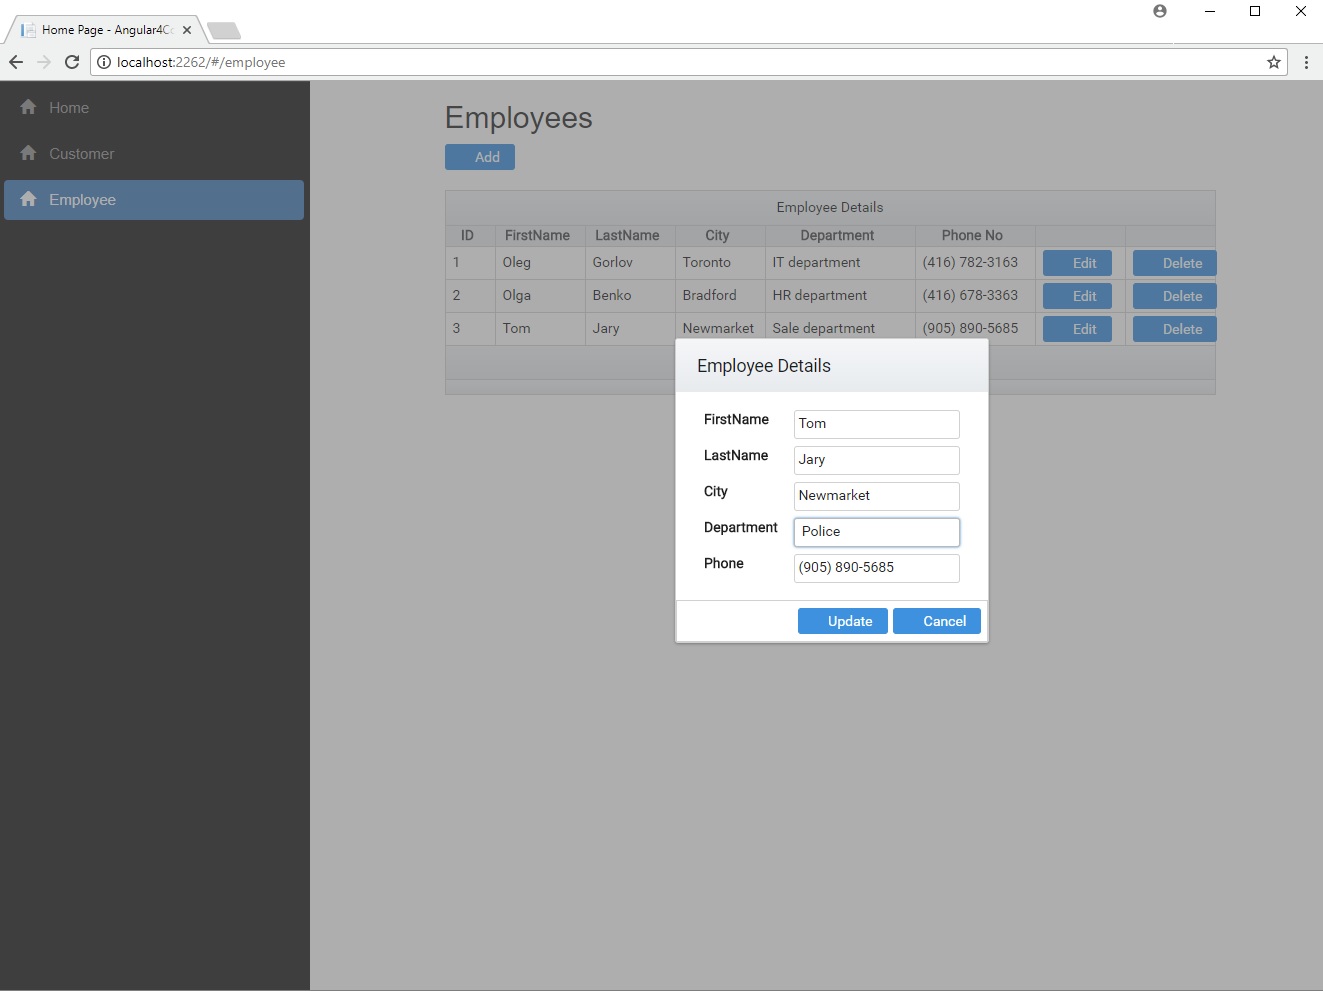 Home Page - Angular4Co
localhost:2262/#/employee
Home
Customer
Employee
Employees
Add
Employee Details
ID FirstName LastName City Department Phone No
1 Oleg Gorlov Toronto IT department (416) 782-3163 Edit Delete
2 Olga Benko Bradford HR department (416) 678-3363 Edit Delete
3 Tom Jary Newmarket Sale department (905) 890-5685 Edit Delete
Employee Details
FirstName Tom
LastName Jary
City Newmarket
Department Police
Phone (905) 890-5685
Update Cancel